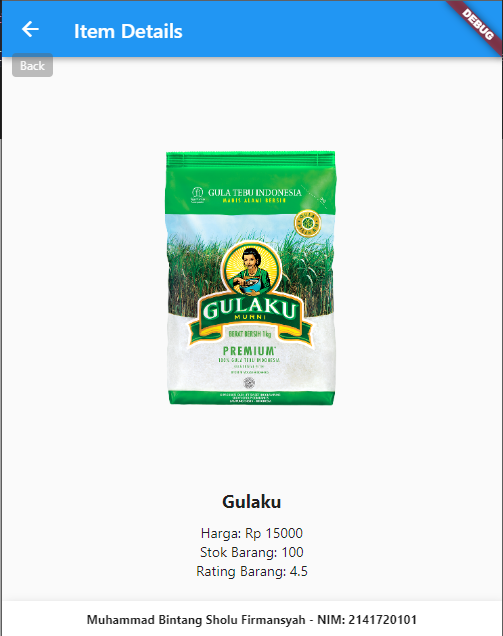 Item Details
DEBUG
Back
GULA TEBU INDONESIA
MANIS ALAMI BERSIH
GULAKU
MURNI
BERAT BERSIH 1kg
PREMIUM
100% GULA TEBU INDONESIA
Gulaku
Harga: Rp 15000
Stok Barang: 100
Rating Barang: 4.5
Muhammad Bintang Sholu Firmansyah - NIM: 2141720101